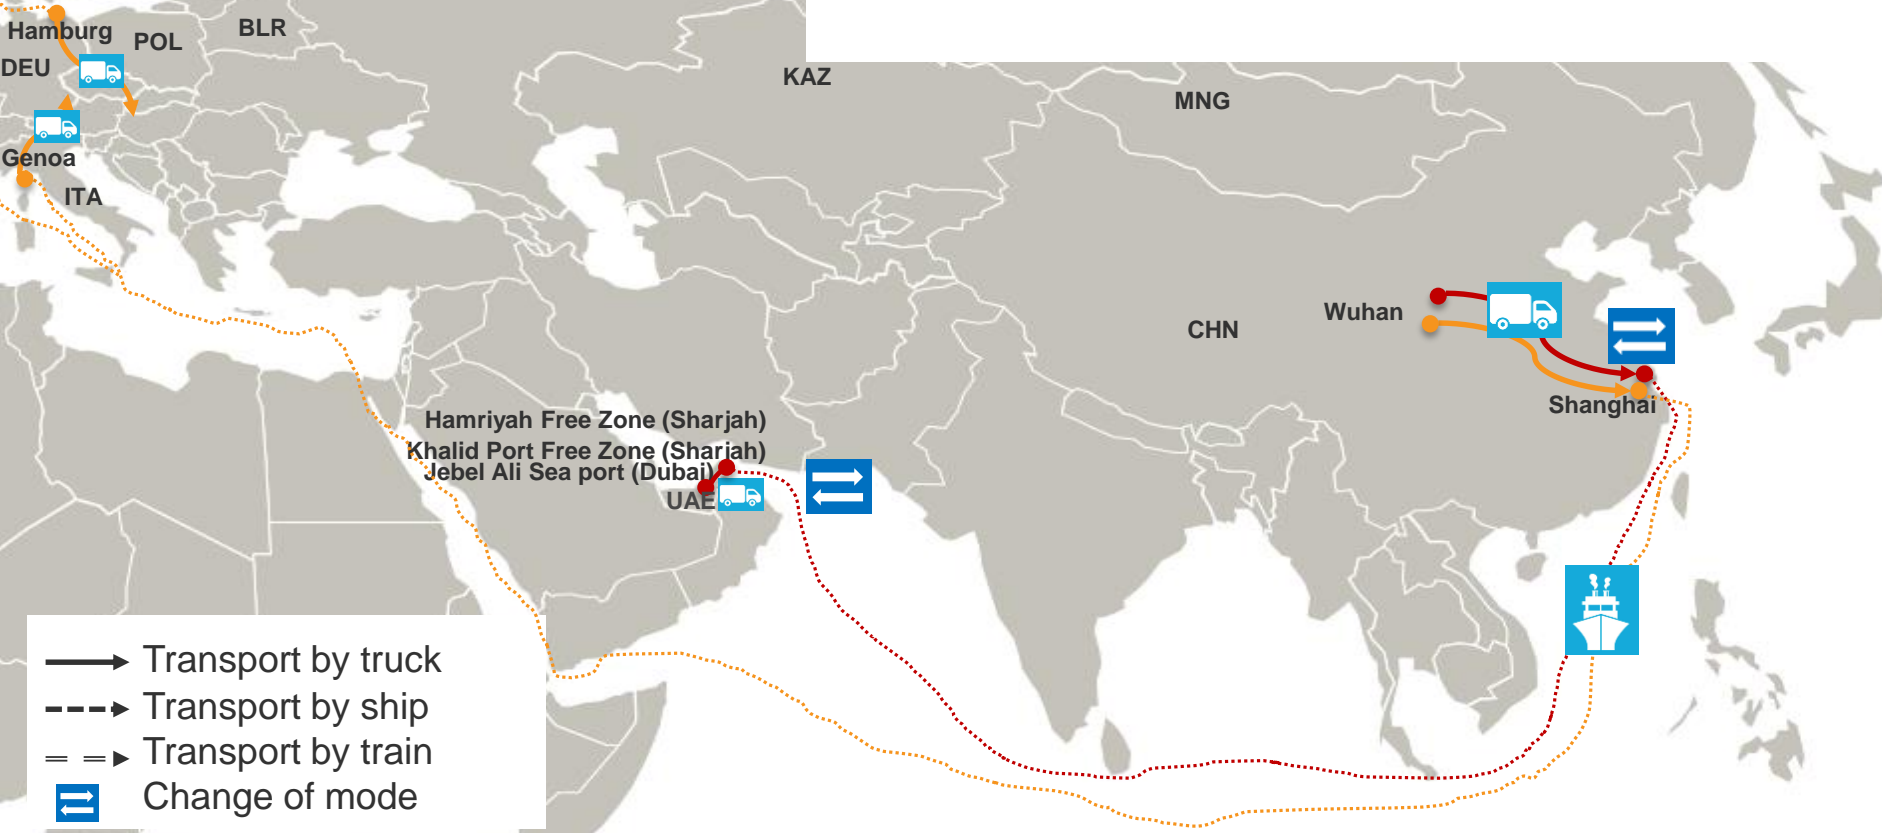 Hamburg
POL
BLR
DEU
KAZ
MNG
Genoa
ITA
Wuhan
CHN
Shanghai
Hamriyah Free Zone (Sharjah)
Khalid Port Free Zone (Sharjah)
Jebel Ali Sea port (Dubai)
UAE
Transport by truck
Transport by ship
Transport by train
Change of mode